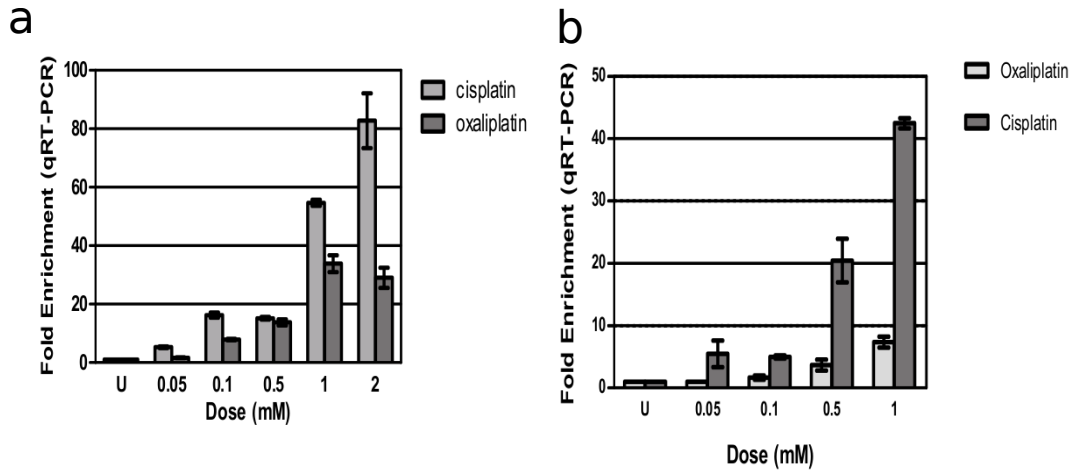 a
Fold Enrichment (qRT-PCR)
100
80
60
40
20
0
U 0.05 0.1 0.5 1 2
Dose (mM)
cisplatin
oxaliplatin
b
Fold Enrichment (qRT-PCR)
50
40
30
20
10
0
U 0.05 0.1 0.5 1
Dose (mM)
Oxaliplatin
Cisplatin